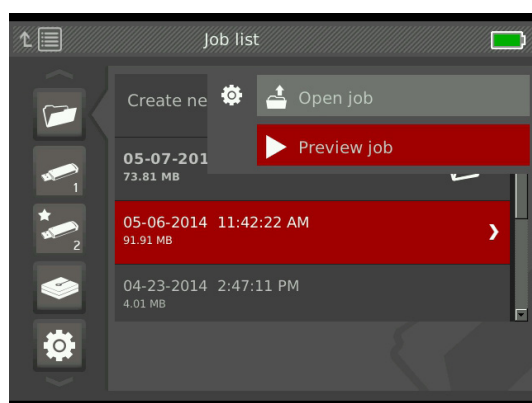 Job list
Create ne
Open job
Preview job
05-07-201
73.81 MB
05-06-2014 11:42:22 AM
91.91 MB
04-23-2014 2:47:11 PM
4.01 MB
1
2